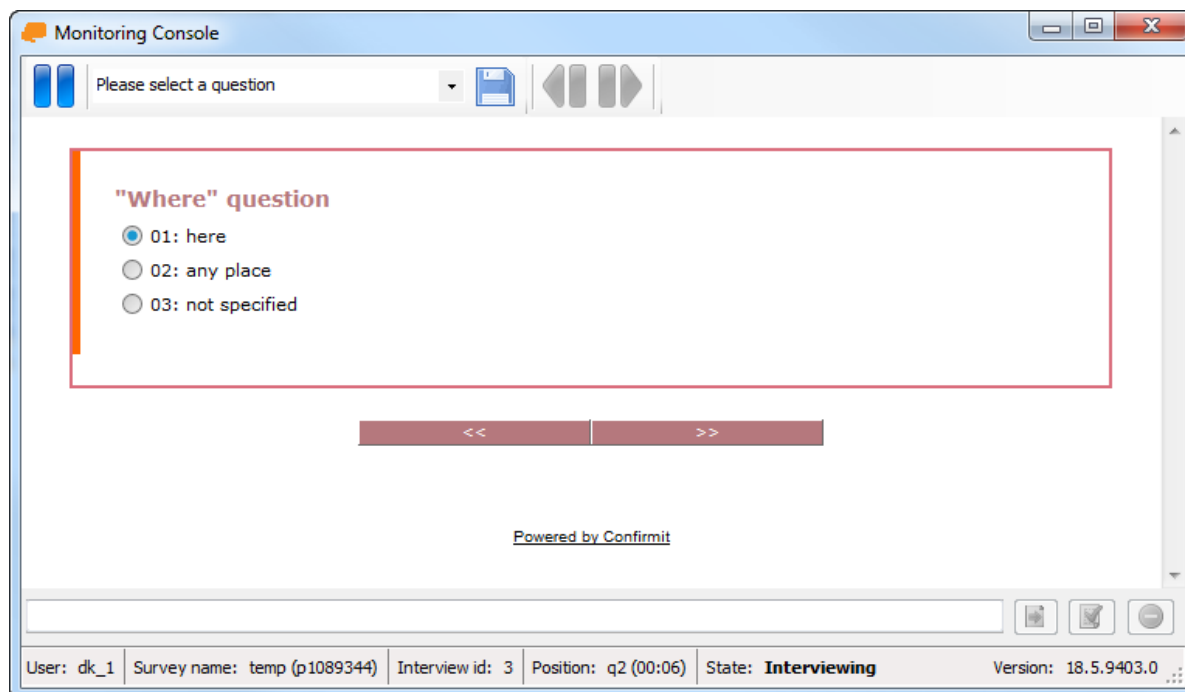 Monitoring Console
Please select a question
"Where" question
01: here
02: any place
03: not specified
<< >>
Powered by Confirmit
User: dk_1 Survey name: temp (p1089344) Interview id: 3 Position: q2 (00:06) State: Interviewing Version: 18.5.9403.0